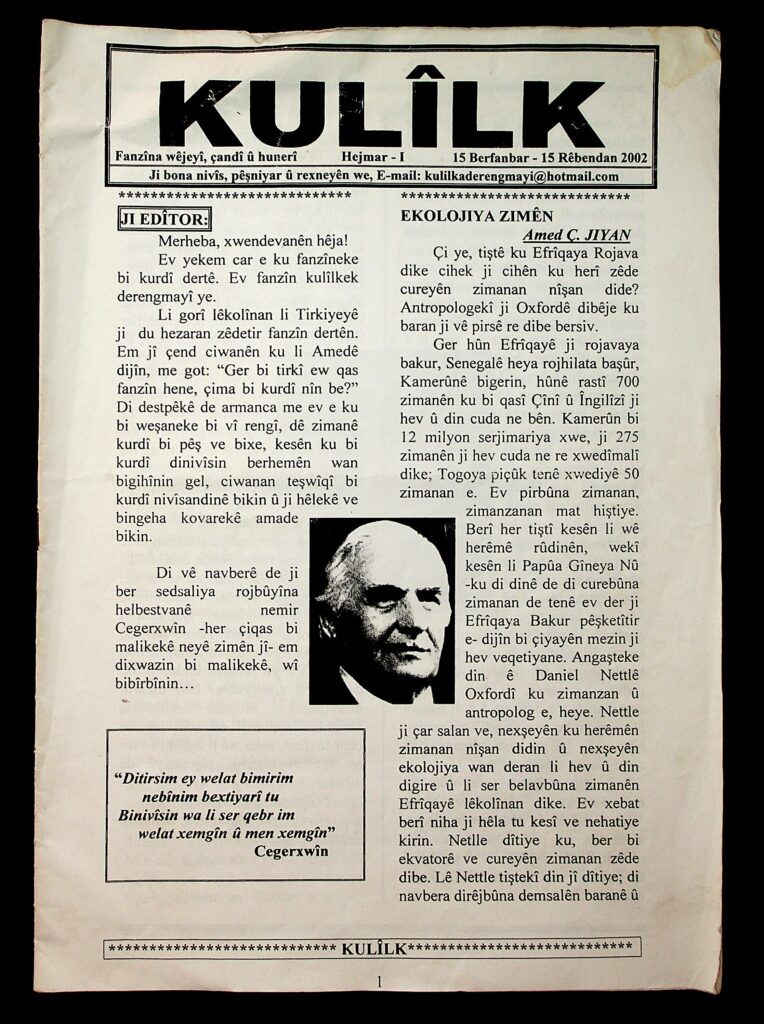 KULÎLK
Fanzîna wêjeyî, çandî û hunerî Hejmar - I 15 Berfanbar - 15 Rêbendan 2002
Ji bona nivîs, pêşniyar û rexneyên we, E-mail: kulilkaderengmayi@hotmail.com
*****************************
JI EDÎTOR:
Merheba, xwendevanên hêja!
Ev yekem car e ku fanzîneke
bi kurdî dertê. Ev fanzîn kulîlkek
derengmayî ye.
Li gorî lêkolînan li Tirkiyeyê
ji du hezaran zêdetir fanzîn dertên.
Em jî çend ciwanên ku li Amedê
dijîn, me got: “Ger bi tirkî ew qas
fanzîn hene, çima bi kurdî nîn be?”
Di destpêkê de armanca me ev e ku
bi weşaneke bi vî rengî, dê zimanê
kurdî bi pêş ve bixe, kesên ku bi
kurdî dinivîsin berhemên wan
bigihînin gel, ciwanan teşwîqî bi
kurdî nivîsandinê bikin û ji hêlekê ve
bingeha kovarekê amade
bikin.
Di vê navberê de ji
ber sedsaliya rojbûyîna
helbestvanê nemir
Cegerxwîn -her çiqas bi
malikekê neyê zimên jî- em
dixwazin bi malikekê, wî
bibîrbînin…
“Ditirsim ey welat bimirim
nebînim bextiyarî tu
Binivîsin wa li ser qebr im
welat xemgîn û men xemgîn”
Cegerxwîn
*****************************
EKOLOJIYA ZIMÊN
Amed Ç. JIYAN
Çi ye, tiştê ku Efrîqaya Rojava
dike cihek ji cihên ku herî zêde
cureyên zimanan nîşan dide?
Antropologekî ji Oxfordê dibêje ku
baran ji vê pirsê re dibe bersiv.
Ger hûn Efrîqayê ji rojavaya
bakur, Senegalê heya rojhilata başûr,
Kamerûnê bigerin, hûnê rastî 700
zimanên ku bi qasî Çînî û Îngilîzî ji
hev û din cuda ne bên. Kamerûn bi
12 milyon serjimariya xwe, ji 275
zimanên ji hev cuda ne re xwedîmalî
dike; Togoya piçûk tenê xwediyê 50
zimanan e. Ev pirbûna zimanan,
zimanzanan mat hiştiye.
Berî her tiştî kesên li wê
herêmê rûdinên, wekî
kesên li Papûa Gîneya Nû
-ku di dinê de di curebûna
zimanan de tenê ev der ji
Efrîqaya Bakur pêşketîtir
e- dijîn bi çiyayên mezin ji
hev veqetiyane. Angaşteke
din ê Daniel Nettlê
Oxfordî ku zimanzan û
antropolog e, heye. Nettle
ji çar salan ve, nexşeyên ku herêmên
zimanan nîşan didin û nexşeyên
ekolojiya wan deran li hev û din
digire û li ser belavbûna zimanên
Efrîqayê lêkolînan dike. Ev xebat
berî niha ji hêla tu kesî ve nehatiye
kirin. Netlle dîtiye ku, ber bi
ekvatorê ve cureyên zimanan zêde
dibe. Lê Nettle tiştekî din jî dîtiye; di
navbera dirêjbûna demsalên baranê û
***************************** KULÎLK*****************************
1